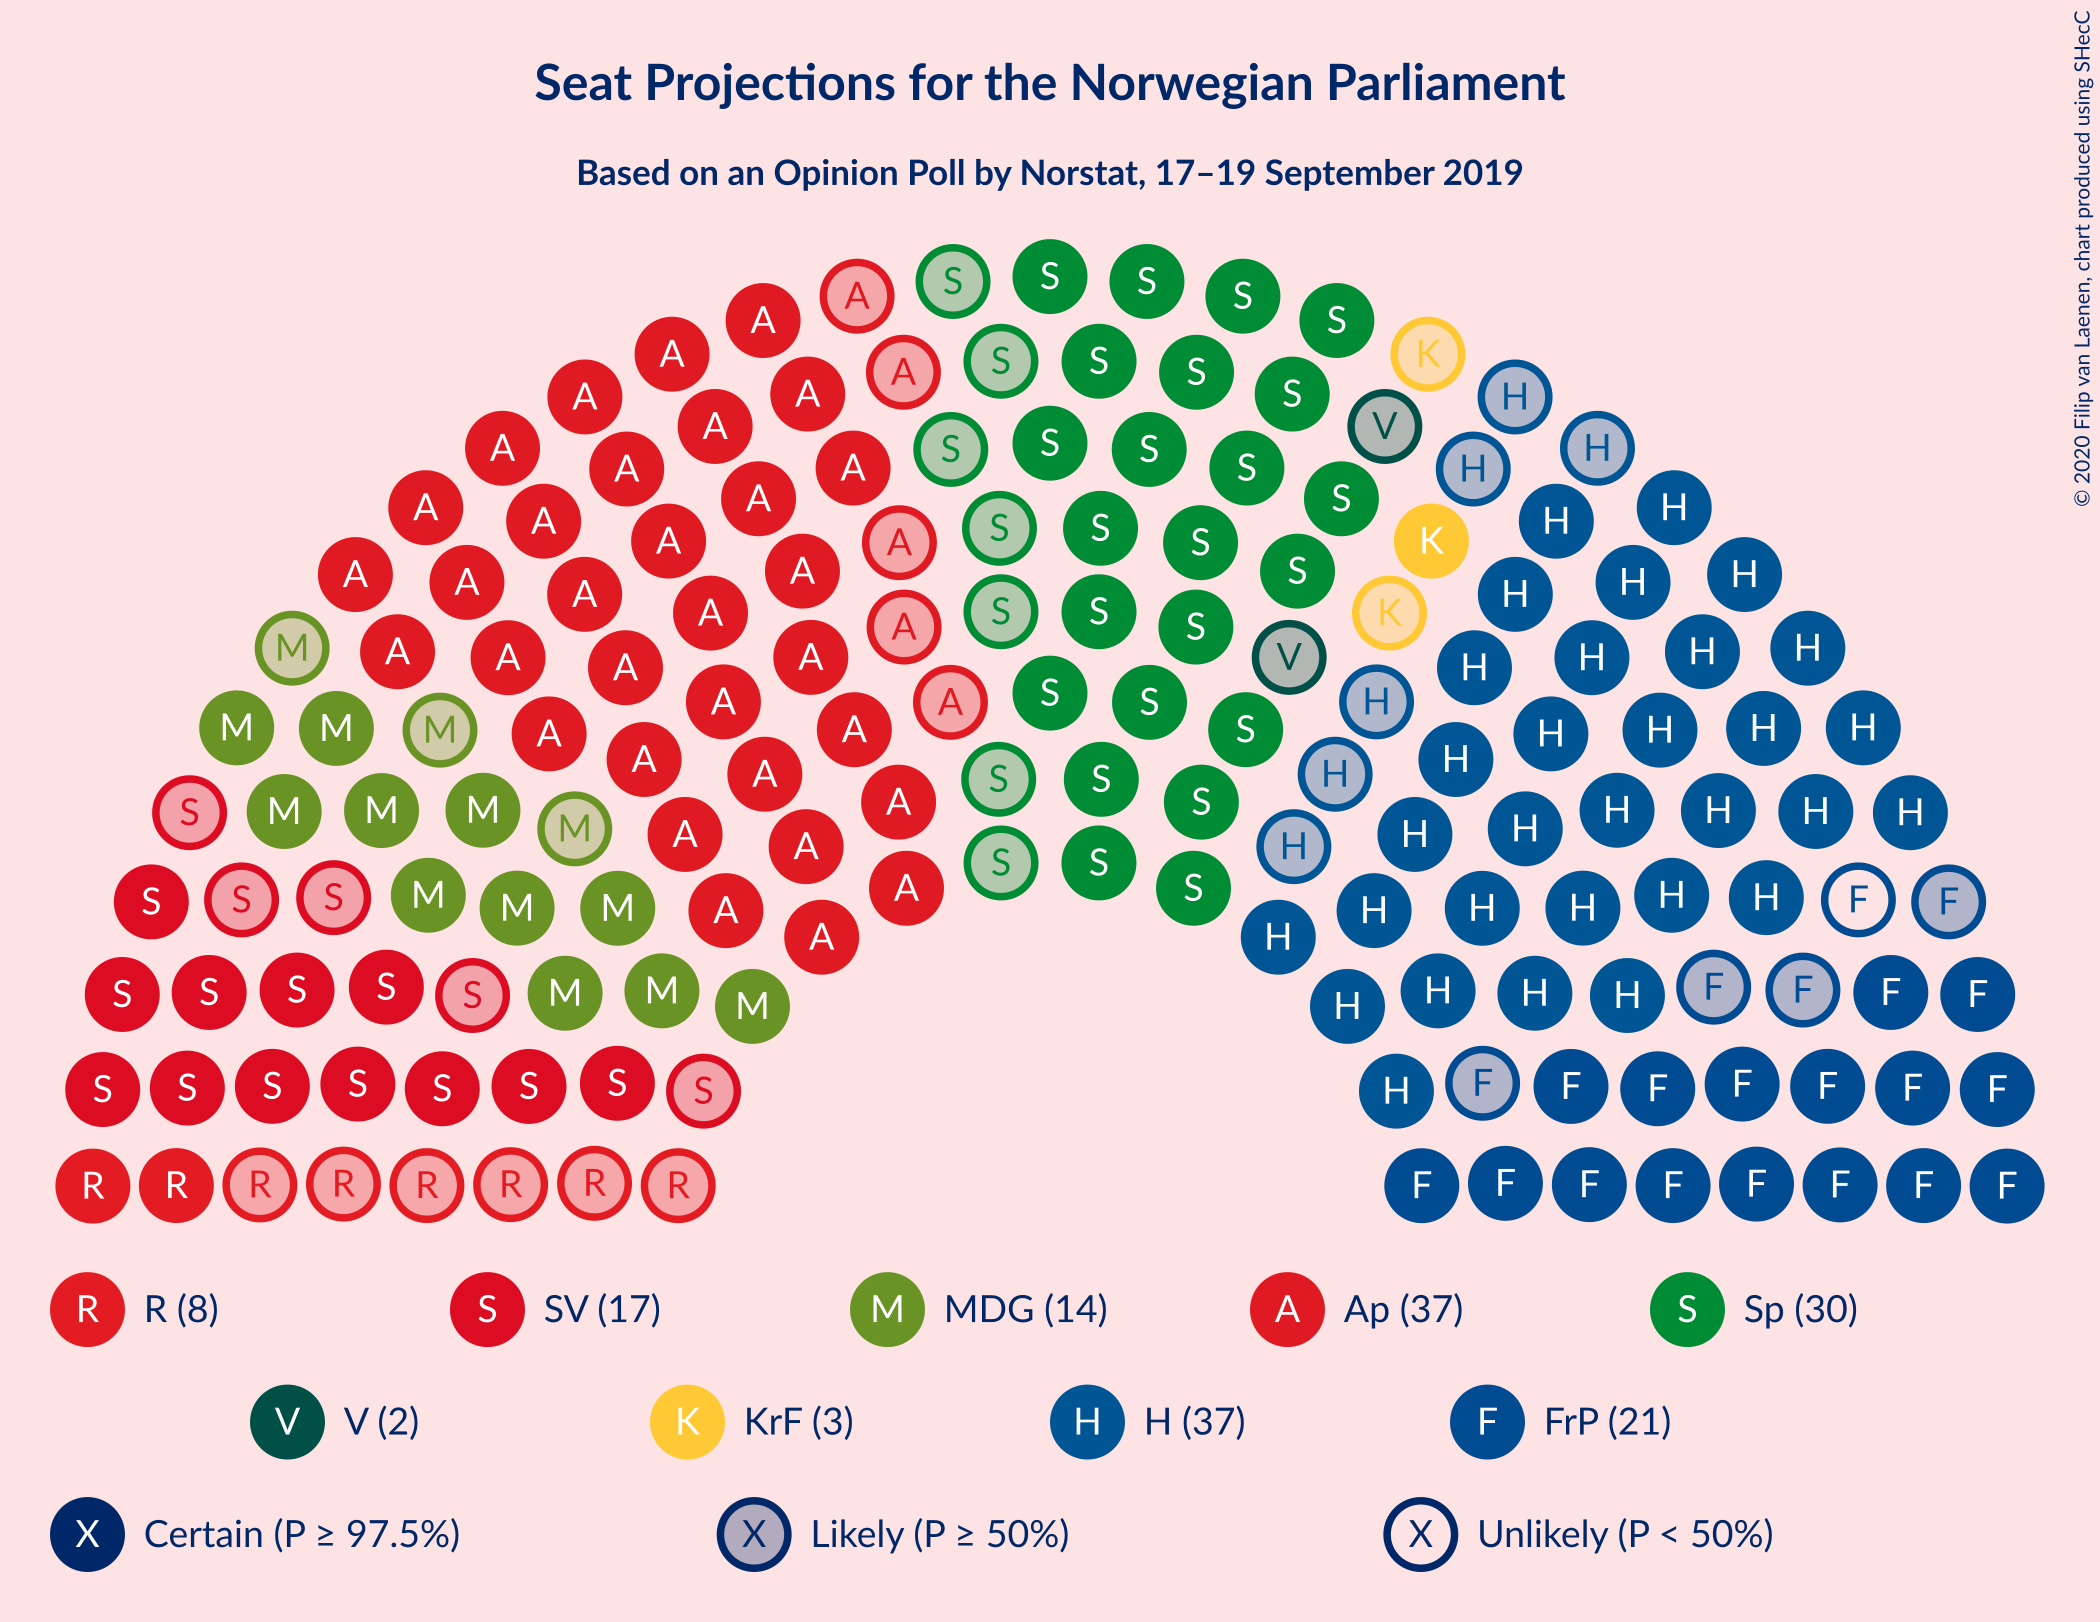 Seat Projections for the Norwegian Parliament
Based on an Opinion Poll by Norstat, 17–19 September 2019
© 2020 Filip van Laenen, chart produced using SHecC
A S S S S
A S
A K
A S S S H
A A S V
A H
A A S S S H
A A S H
A A S
A A S S K H
A A A S H H
A A S S H
A A A S H H
M A A A V H H
A A S H H
M M M A A A S S S H H H H
A A S S H H
S M M M M A A A S S H H H H H H
S S S M M M A A A S S S H H H H H H H F F
S S S S S M M M H H H H F F F F
S S S S S S S S H F F F F F F F
R R R R R R R R F F F F F F F F
R R (8) S SV (17) M MDG (14) A Ap (37) S Sp (30)
V V (2) K KrF (3) H H (37) F FrP (21)
X Certain (P ≥ 97.5%) X Likely (P ≥ 50%) X Unlikely (P < 50%)